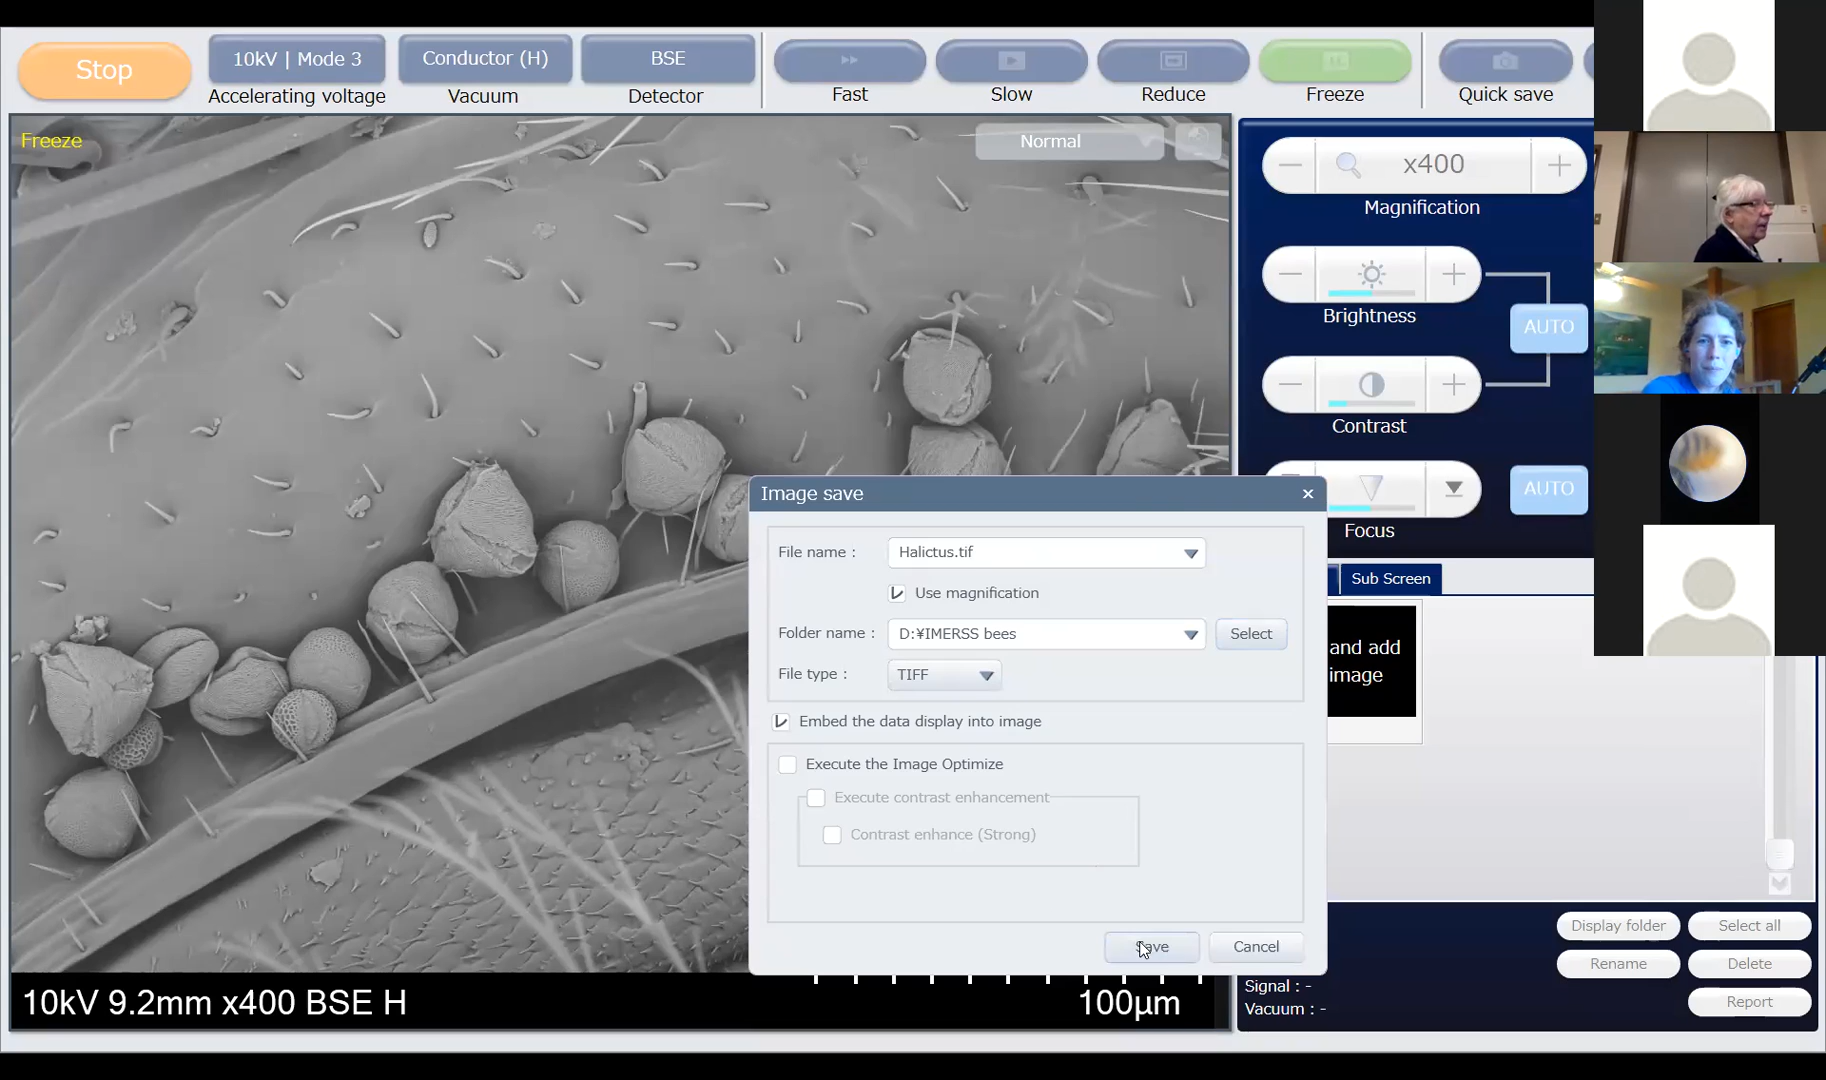 Stop
10kV | Mode 3
Accelerating voltage
Conductor (H)
Vacuum
BSE
Detector
Fast
Slow
Reduce
Freeze
Quick save
Freeze
Normal
x400
Magnification
Brightness
AUTO
Contrast
AUTO
Focus
Image save
File name :
Halictus.tif
Use magnification
Folder name :
D:¥IMERSS bees
Select
File type :
TIFF
Embed the data display into image
Execute the Image Optimize
Execute contrast enhancement
Contrast enhance (Strong)
Save
Cancel
Sub Screen
and add
image
Display folder
Select all
Rename
Delete
Report
Signal : -
Vacuum : -
10kV 9.2mm x400 BSE H
100µm